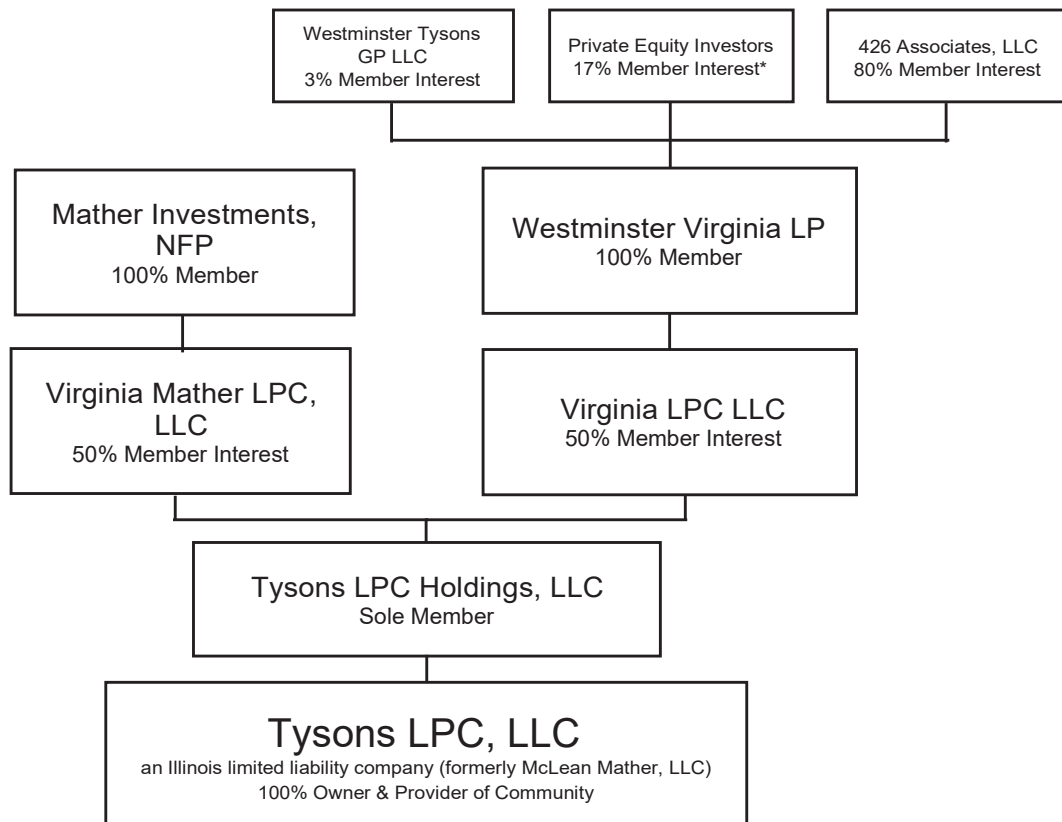 Westminster Tysons
GP LLC
3% Member Interest
Private Equity Investors
17% Member Interest*
426 Associates, LLC
80% Member Interest
Mather Investments,
NFP
100% Member
Westminster Virginia LP
100% Member
Virginia Mather LPC,
LLC
50% Member Interest
Virginia LPC LLC
50% Member Interest
Tysons LPC Holdings, LLC
Sole Member
Tysons LPC, LLC
an Illinois limited liability company (formerly McLean Mather, LLC)
100% Owner & Provider of Community